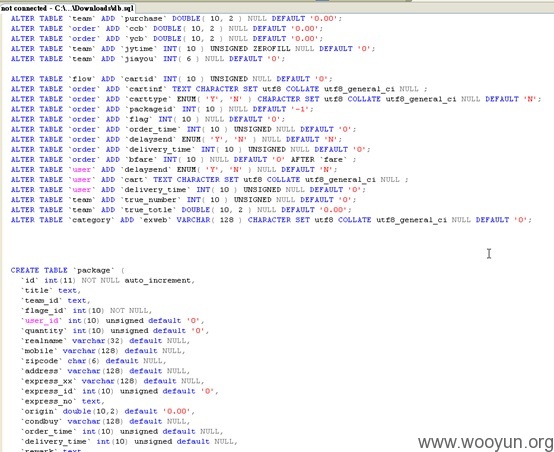 not connected - C:\...\Downloads\db.sql
ALTER TABLE `team` ADD `purchase` DOUBLE( 10, 2 ) NULL DEFAULT '0.00';
ALTER TABLE `order` ADD `ccb` DOUBLE( 10, 2 ) NULL DEFAULT '0.00';
ALTER TABLE `order` ADD `ycb` DOUBLE( 10, 2 ) NULL DEFAULT '0.00';
ALTER TABLE `team` ADD `jytime` INT( 10 ) UNSIGNED ZEROFILL NULL DEFAULT '0';
ALTER TABLE `team` ADD `jiayou` INT( 6 ) NULL DEFAULT '0';
ALTER TABLE `flow` ADD `cartid` INT( 10 ) UNSIGNED NULL DEFAULT '0';
ALTER TABLE `order` ADD `cartinf` TEXT CHARACTER SET utf8 COLLATE utf8_general_ci NULL ;
ALTER TABLE `order` ADD `carttype` ENUM( 'Y', 'N' ) CHARACTER SET utf8 COLLATE utf8_general_ci NULL DEFAULT 'N';
ALTER TABLE `order` ADD `packageid` INT( 10 ) NULL DEFAULT '-1';
ALTER TABLE `order` ADD `flag` INT( 10 ) NULL DEFAULT '0';
ALTER TABLE `order` ADD `order_time` INT( 10 ) UNSIGNED NULL DEFAULT '0';
ALTER TABLE `order` ADD `delaysend` ENUM( 'Y', 'N' ) NULL DEFAULT 'N';
ALTER TABLE `order` ADD `delivery_time` INT( 10 ) UNSIGNED NULL DEFAULT '0';
ALTER TABLE `order` ADD `bfare` INT( 10 ) NULL DEFAULT '0' AFTER `fare` ;
ALTER TABLE `user` ADD `delaysend` ENUM( 'Y', 'N' ) NULL DEFAULT 'N';
ALTER TABLE `user` ADD `cart` TEXT CHARACTER SET utf8 COLLATE utf8_general_ci NULL ;
ALTER TABLE `user` ADD `delivery_time` INT( 10 ) UNSIGNED NULL DEFAULT '0';
ALTER TABLE `team` ADD `true_number` INT( 10 ) UNSIGNED NULL DEFAULT '0';
ALTER TABLE `team` ADD `true_totle` DOUBLE( 10, 2 ) NULL DEFAULT '0.00';
ALTER TABLE `category` ADD `exweb` VARCHAR( 128 ) CHARACTER SET utf8 COLLATE utf8_general_ci NULL DEFAULT '0';
CREATE TABLE `package` (
`id` int(11) NOT NULL auto_increment,
`title` text,
`team_id` text,
`flage_id` int(10) NOT NULL,
`user_id` int(10) unsigned default '0',
`quantity` int(10) unsigned default '0',
`realname` varchar(32) default NULL,
`mobile` varchar(128) default NULL,
`zipcode` char(6) default NULL,
`address` varchar(128) default NULL,
`express_xx` varchar(128) default NULL,
`express_id` int(10) unsigned default '0',
`express_no` text,
`origin` double(10,2) default '0.00',
`condbuy` varchar(128) default NULL,
`order_time` int(10) unsigned default NULL,
`delivery_time` int(10) unsigned default NULL,
`remark` text,
www.wooyun.org